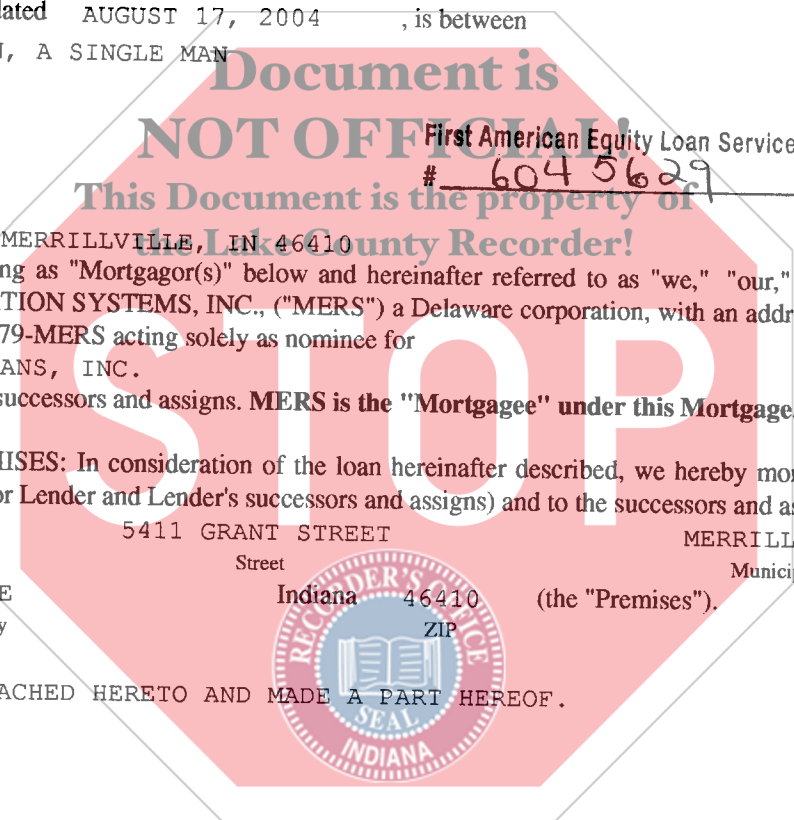 dated AUGUST 17, 2004 , is between
, A SINGLE MAN
Document is
NOT OFFICIAL!
First American Equity Loan Service
# 6045629
This Document is the property of
the Lake County Recorder!
MERRILLVILLE, IN 46410
ng as "Mortgagor(s)" below and hereinafter referred to as "we," "our,"
TION SYSTEMS, INC., ("MERS") a Delaware corporation, with an addr
79-MERS acting solely as nominee for
ANS, INC.
successors and assigns. MERS is the "Mortgagee" under this Mortgage.
STOP
IISES: In consideration of the loan hereinafter described, we hereby mor
or Lender and Lender's successors and assigns) and to the successors and as
5411 GRANT STREET MERRILL
Street Municip
E Indiana 46410 (the "Premises").
y ZIP
RECORDER'S OFFICE
ACHED HERETO AND MADE A PART HEREOF.
SEAL
INDIANA